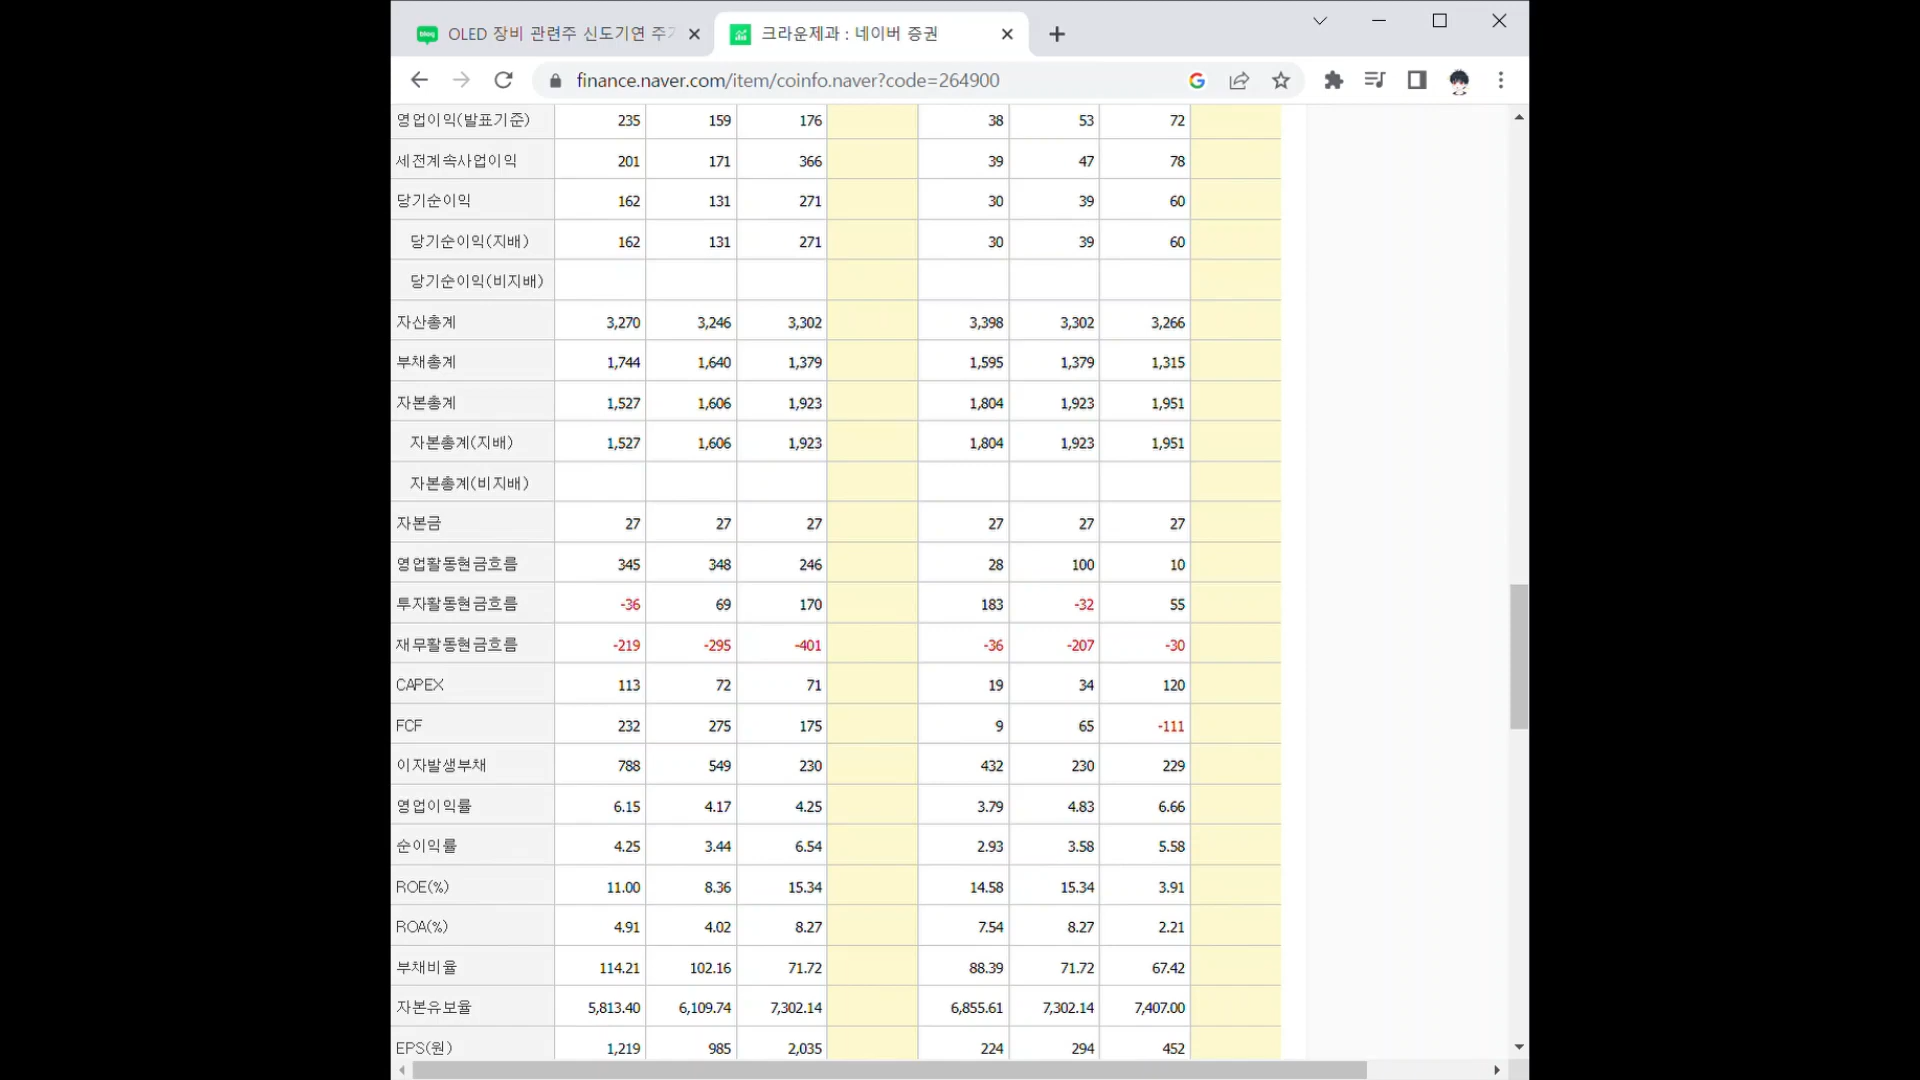 OLED 장비 관련주 신도기연 주가
크라운제과 : 네이버 증권
finance.naver.com/item/coinfo.naver?code=264900
영업이익(발표기준) 235 159 176 38 53 72
세전계속사업이익 201 171 366 39 47 78
당기순이익 162 131 271 30 39 60
당기순이익(지배) 162 131 271 30 39 60
당기순이익(비지배)
자산총계 3,270 3,246 3,302 3,398 3,302 3,266
부채총계 1,744 1,640 1,379 1,595 1,379 1,315
자본총계 1,527 1,606 1,923 1,804 1,923 1,951
자본총계(지배) 1,527 1,606 1,923 1,804 1,923 1,951
자본총계(비지배)
자본금 27 27 27 27 27 27
영업활동현금흐름 345 348 246 28 100 10
투자활동현금흐름 -36 69 170 183 -32 55
재무활동현금흐름 -219 -295 -401 -36 -207 -30
CAPEX 113 72 71 19 34 120
FCF 232 275 175 9 65 -111
이자발생부채 788 549 230 432 230 229
영업이익률 6.15 4.17 4.25 3.79 4.83 6.66
순이익률 4.25 3.44 6.54 2.93 3.58 5.58
ROE(%) 11.00 8.36 15.34 14.58 15.34 3.91
ROA(%) 4.91 4.02 8.27 7.54 8.27 2.21
부채비율 114.21 102.16 71.72 88.39 71.72 67.42
자본유보율 5,813.40 6,109.74 7,302.14 6,855.61 7,302.14 7,407.00
EPS(원) 1,219 985 2,035 224 294 452